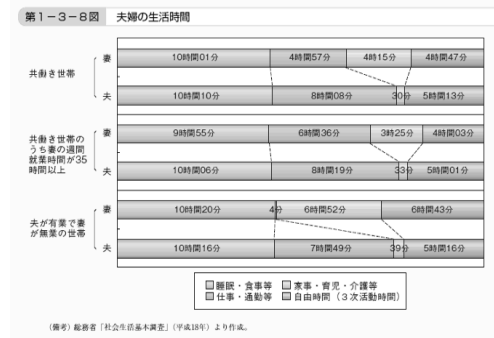 第1－3－8図 夫婦の生活時間
共働き世帯
妻 10時間01分 4時間57分 4時15分 4時間47分
夫 10時間10分 8時間08分 30分 5時間13分
共働き世帯の
うち妻の週間
就業時間が35
時間以上
妻 9時間55分 6時間36分 3時25分 4時間03分
夫 10時間06分 8時間19分 33分 5時間01分
夫が有業で妻
が無業の世帯
妻 10時間20分 4分 6時間52分 6時間43分
夫 10時間16分 7時間49分 39分 5時間16分
睡眠・食事等 家事・育児・介護等
仕事・通勤等 自由時間（3次活動時間）
（備考）総務省「社会生活基本調査」（平成18年）より作成。